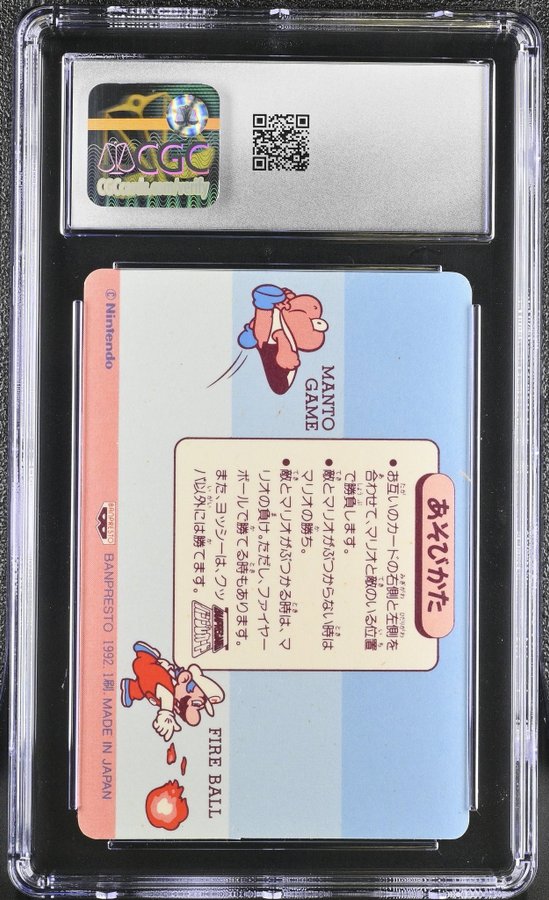 CGC
CGCcards.com/verify
MANTO
GAME
あそびかた
●お互いのカードの右側と左側を
合わせて、マリオと敵のいる位置
で勝負します。
●敵とマリオがぶつからない時は
マリオの勝ち。
●敵とマリオがぶつかる時は、マ
リオの負け。ただし、ファイヤー
ボールで勝てる時もあります。
また、ヨッシーは、クッ
パ以外には勝てます。
FIRE BALL
© Nintendo
BANPRESTO
BANPRESTO 1992. 1刷. MADE IN JAPAN